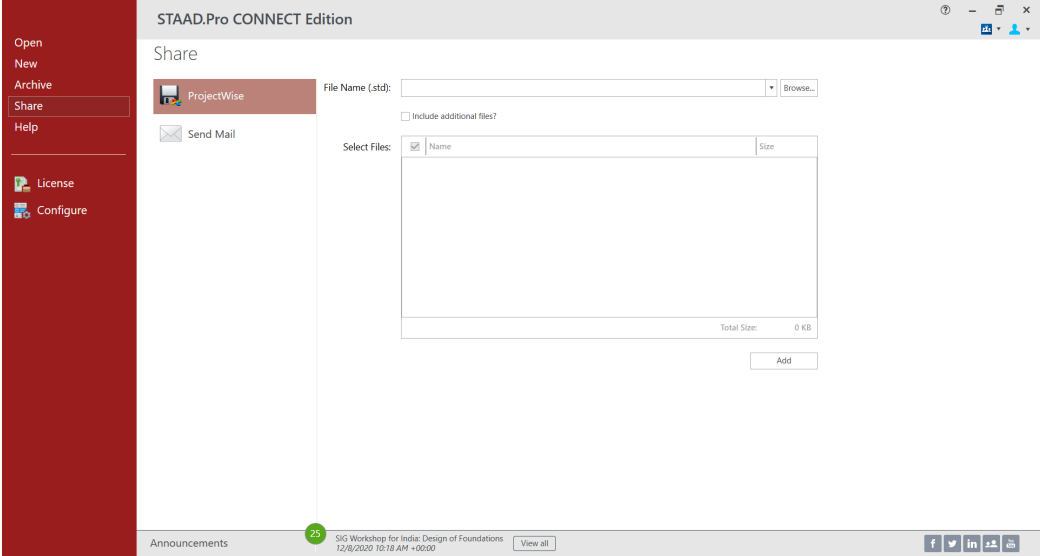 STAAD.Pro CONNECT Edition
Open
New
Archive
Share
Help
License
Configure
Share
ProjectWise
Send Mail
File Name (.std):
Browse...
Include additional files?
Select Files:
Name
Size
Total Size: 0 KB
Add
Announcements
25
SIG Workshop for India: Design of Foundations
12/8/2020 10:18 AM +00:00
View all